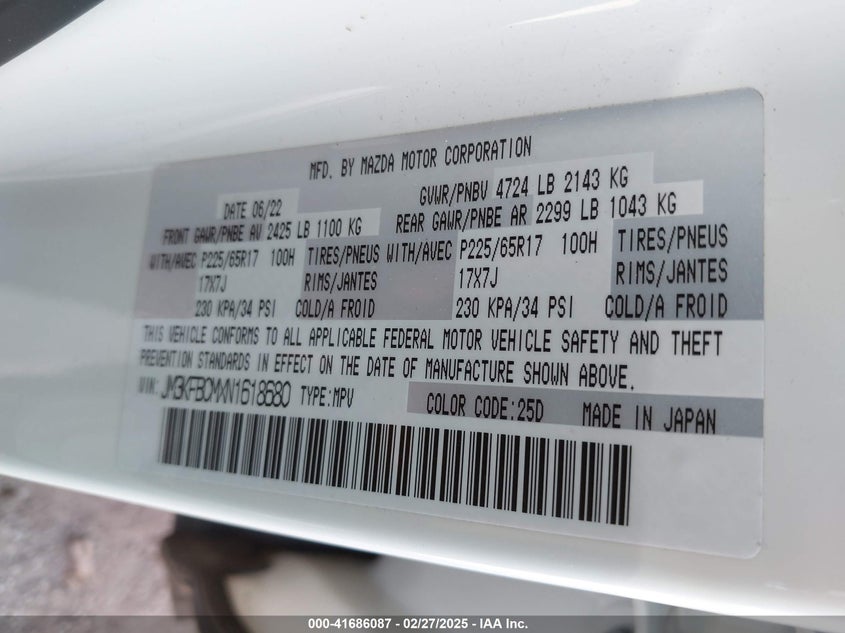 MFD. BY MAZDA MOTOR CORPORATION
DATE 06/22 GVWR/PNBV 4724 LB 2143 KG
FRONT GAWR/PNBE AV 2425 LB 1100 KG REAR GAWR/PNBE AR 2299 LB 1043 KG
WITH/AVEC P225/65R17 100H TIRES/PNEUS WITH/AVEC P225/65R17 100H TIRES/PNEUS
17X7J RIMS/JANTES 17X7J RIMS/JANTES
230 KPA/34 PSI COLD/A FROID 230 KPA/34 PSI COLD/A FROID
THIS VEHICLE CONFORMS TO ALL APPLICABLE FEDERAL MOTOR VEHICLE SAFETY AND THEFT
PREVENTION STANDARDS IN EFFECT ON THE DATE OF MANUFACTURE SHOWN ABOVE.
VIN: JM3KFBCMXN1618680 TYPE:MPV COLOR CODE:25D MADE IN JAPAN
000-41686087 - 02/27/2025 - IAA Inc.